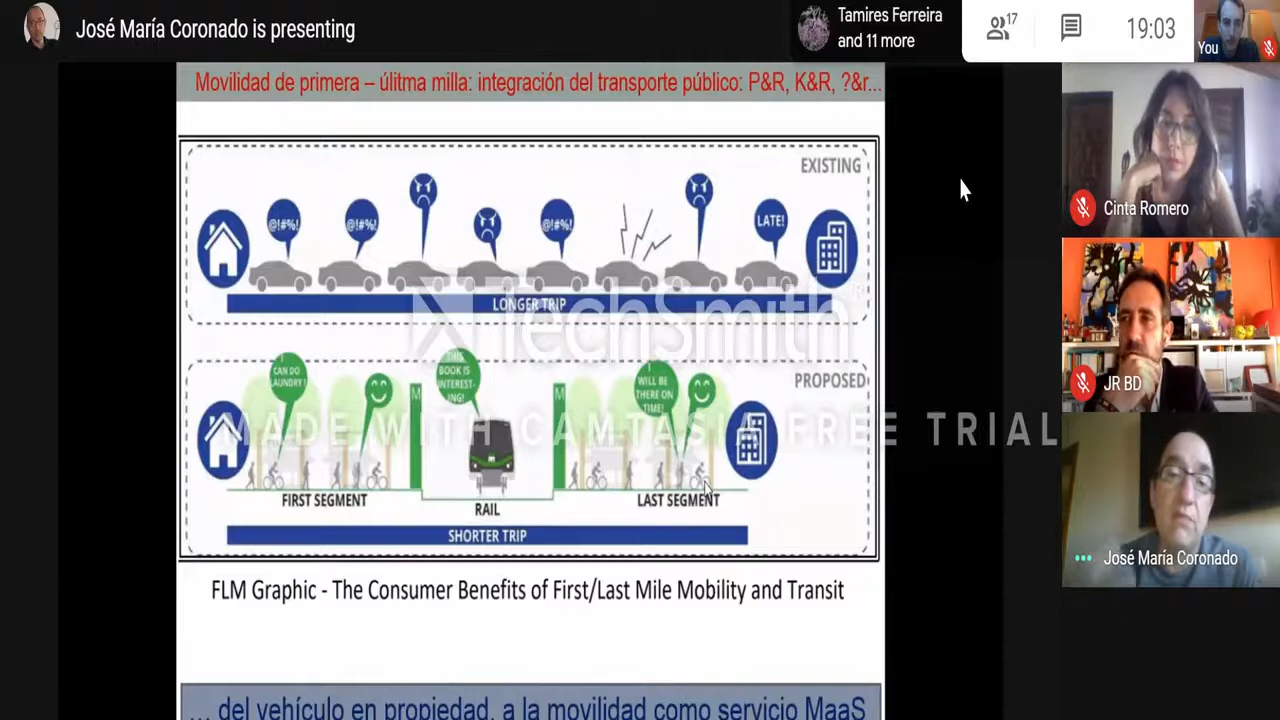 José María Coronado is presenting
Tamires Ferreira
and 11 more
17
19:03
You
Movilidad de primera – úlitma milla: integración del transporte público: P&R, K&R, ?&r...
EXISTING
@!#%!
@!#%!
@!#%!
LATE!
LONGER TRIP
TechSmith®
PROPOSED
I
CAN DO
LAUNDRY!
THIS
BOOK IS
INTEREST-
ING!
I
WILL BE
THERE ON
TIME!
M
M
MADE WITH CAMTASIA FREE TRIAL
FIRST SEGMENT
RAIL
LAST SEGMENT
SHORTER TRIP
FLM Graphic - The Consumer Benefits of First/Last Mile Mobility and Transit
... del vehículo en propiedad, a la movilidad como servicio MaaS
Cinta Romero
JR BD
José María Coronado